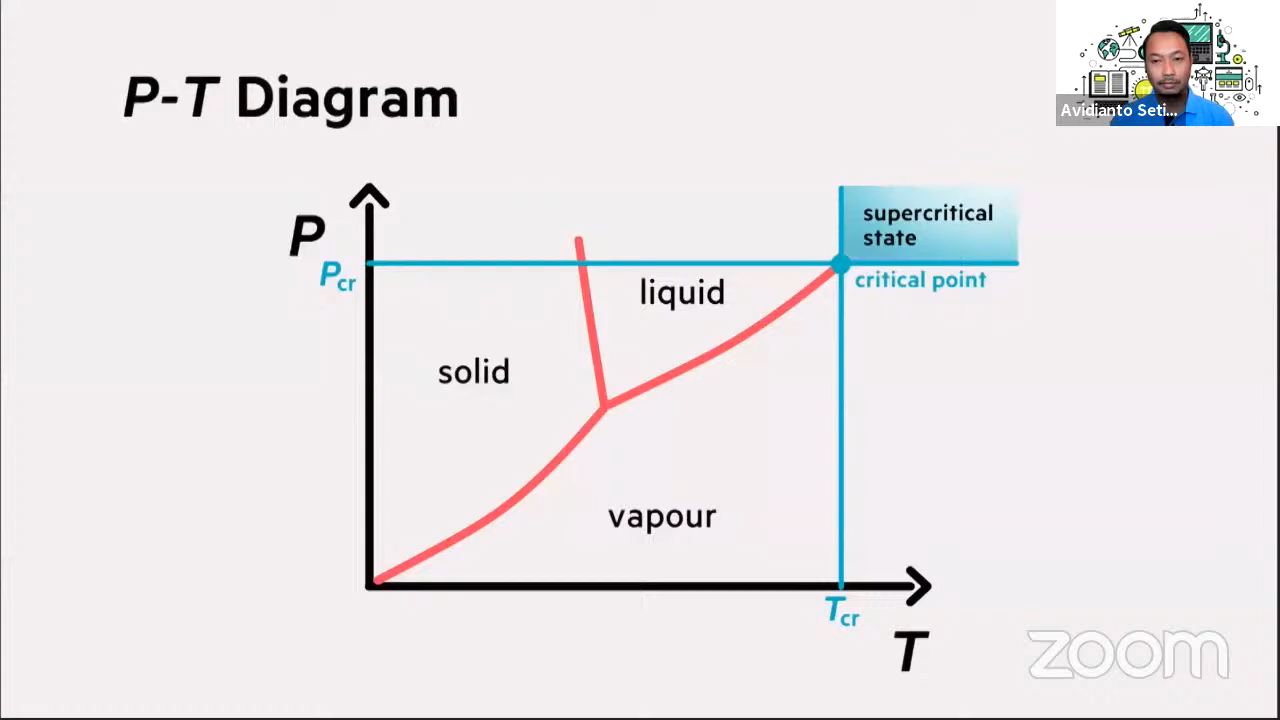 P-T Diagram
Avidianto Seti...
P
supercritical
state
Pcr
critical point
liquid
solid
vapour
Tcr
T
zoom